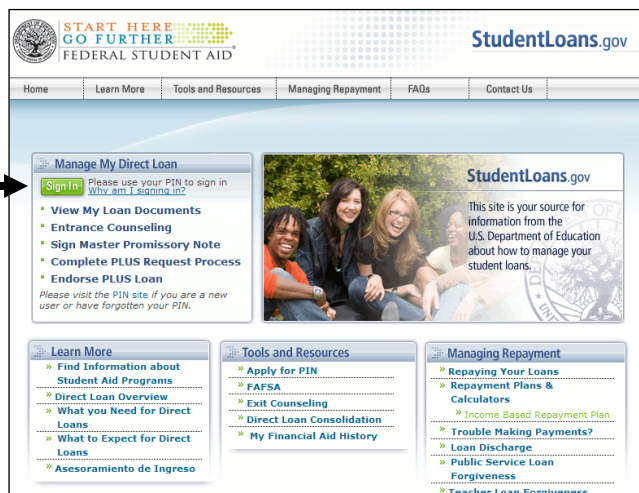 START HERE
GO FURTHER
FEDERAL STUDENT AID
StudentLoans.gov
Home
Learn More
Tools and Resources
Managing Repayment
FAQs
Contact Us
Manage My Direct Loan
Sign In
Please use your PIN to sign in
Why am I signing in?
View My Loan Documents
Entrance Counseling
Sign Master Promissory Note
Complete PLUS Request Process
Endorse PLUS Loan
Please visit the PIN site if you are a new
user or have forgotten your PIN.
StudentLoans.gov
This site is your source for
information from the
U.S. Department of Education
about how to manage your
student loans.
Learn More
» Find Information about
Student Aid Programs
» Direct Loan Overview
» What you Need for Direct
Loans
» What to Expect for Direct
Loans
» Asesoramiento de Ingreso
Tools and Resources
» Apply for PIN
» FAFSA
» Exit Counseling
» Direct Loan Consolidation
» My Financial Aid History
Managing Repayment
» Repaying Your Loans
» Repayment Plans &
Calculators
» Income Based Repayment Plan
» Trouble Making Payments?
» Loan Discharge
» Public Service Loan
Forgiveness
» Teacher Loan Forgiveness